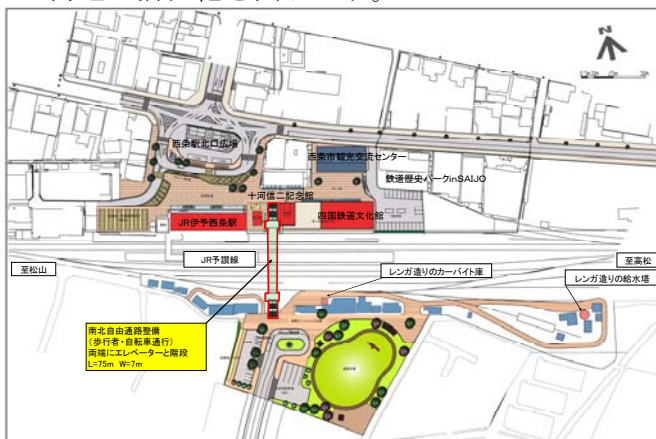 西条駅北口広場
西条市観光交流センター
鉄道歴史パークinSAIJO
十河信二記念館
JR伊予西条駅
四国鉄道文化館
JR予讃線
至松山
至高松
レンガ造りのカーバイト庫
レンガ造りの給水塔
南北自由通路整備
(歩行者・自転車通行)
両端にエレベーターと階段
L=75m W=7m
N